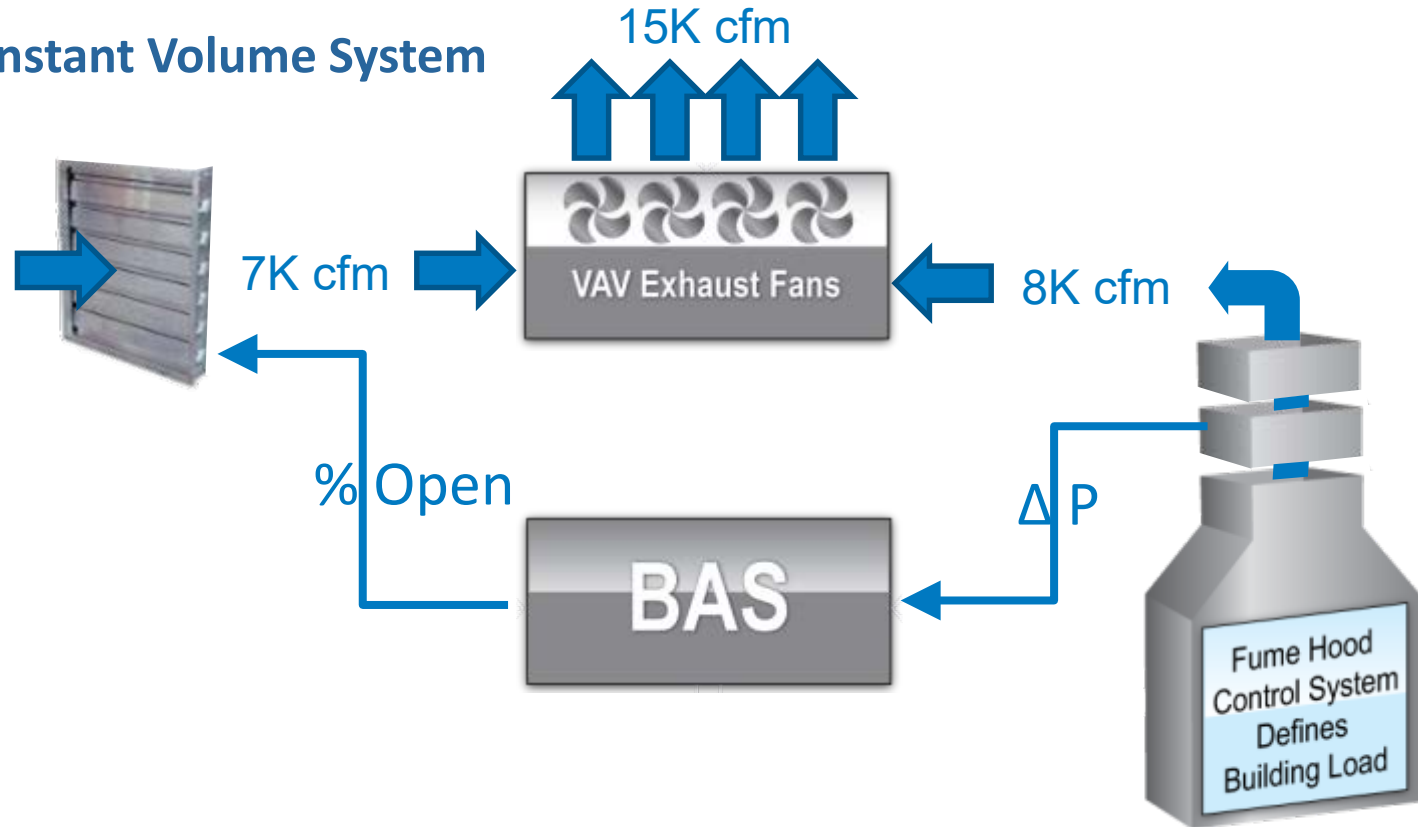 15K cfm
nstant Volume System
7K cfm
VAV Exhaust Fans
8K cfm
% Open
Δ P
BAS
Fume Hood
Control System
Defines
Building Load